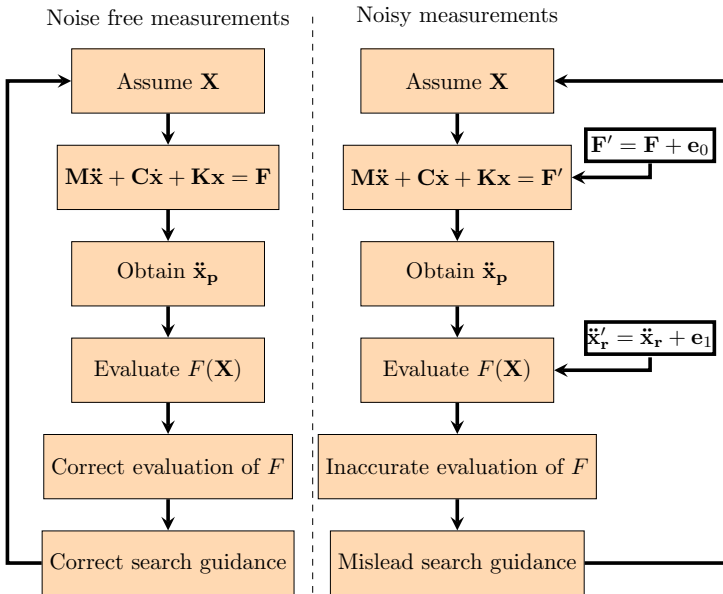 Noise free measurements
Assume X
Mẍ + Cẋ + Kx = F
Obtain ẍₚ
Evaluate F(X)
Correct evaluation of F
Correct search guidance
Noisy measurements
Assume X
Mẍ + Cẋ + Kx = F′
F′ = F + e₀
Obtain ẍₚ
Evaluate F(X)
ẍ′ᵣ = ẍᵣ + e₁
Inaccurate evaluation of F
Mislead search guidance